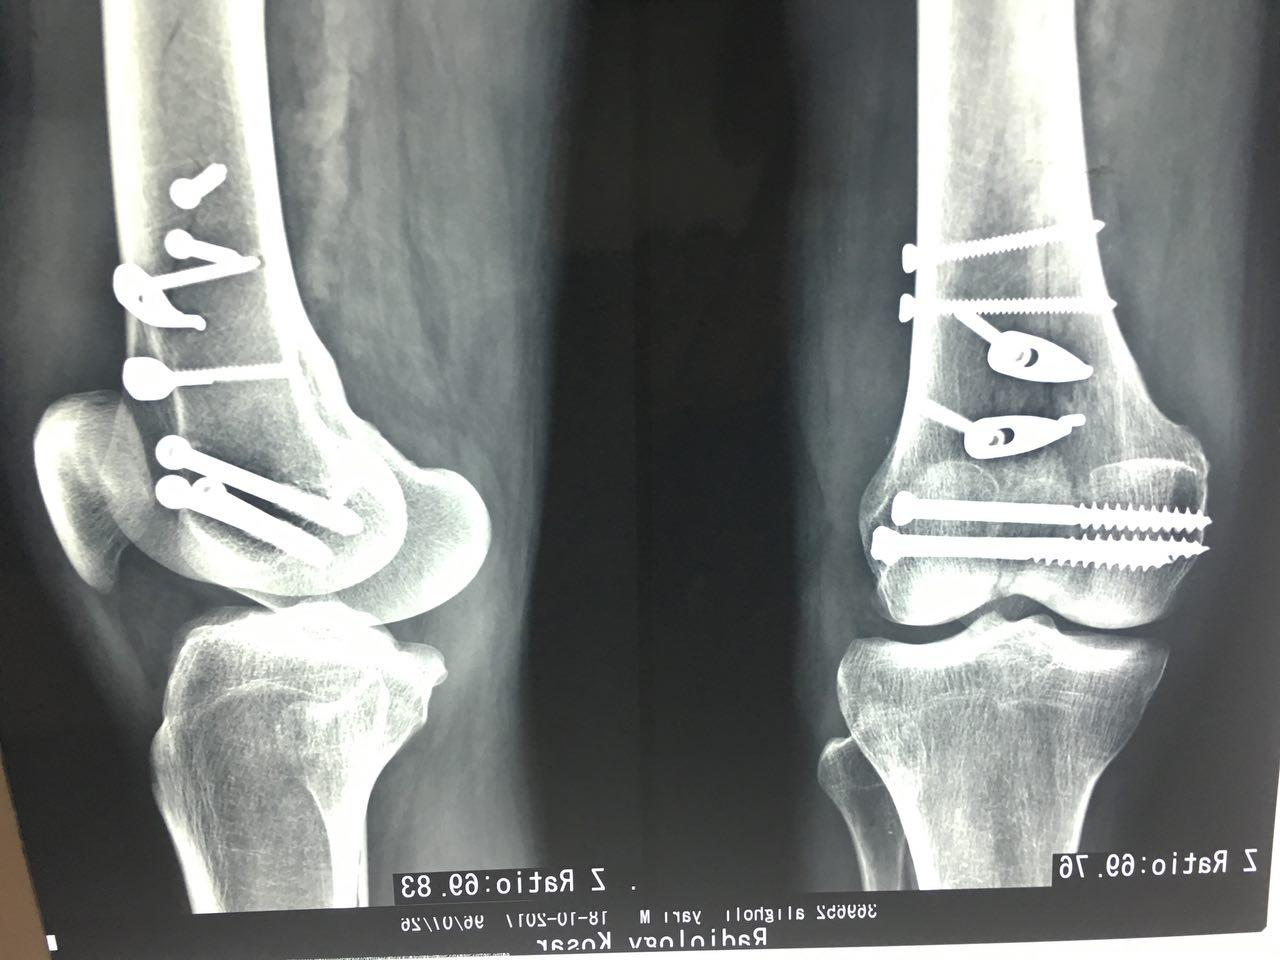 Z Ratio:69.83
Z Ratio:69.76
369652 aligholi yari M 18-10-2017 96/07/26
Radiology Kosar